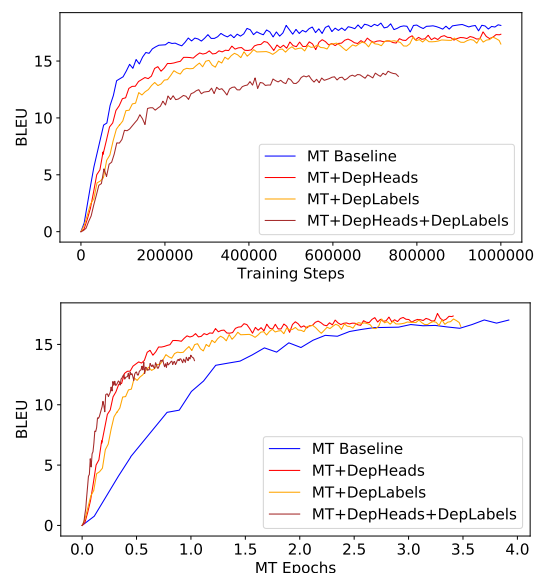 15
10
5
0
BLEU
MT Baseline
MT+DepHeads
MT+DepLabels
MT+DepHeads+DepLabels
0 200000 400000 600000 800000 1000000
Training Steps
15
10
5
0
BLEU
MT Baseline
MT+DepHeads
MT+DepLabels
MT+DepHeads+DepLabels
0.0 0.5 1.0 1.5 2.0 2.5 3.0 3.5 4.0
MT Epochs